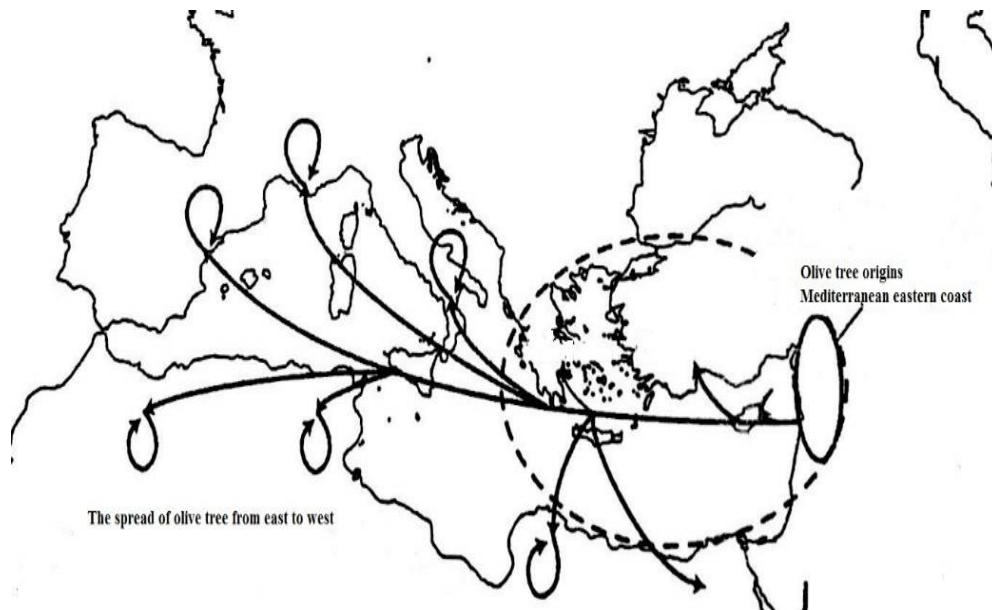 Olive tree origins
Mediterranean eastern coast
The spread of olive tree from east to west